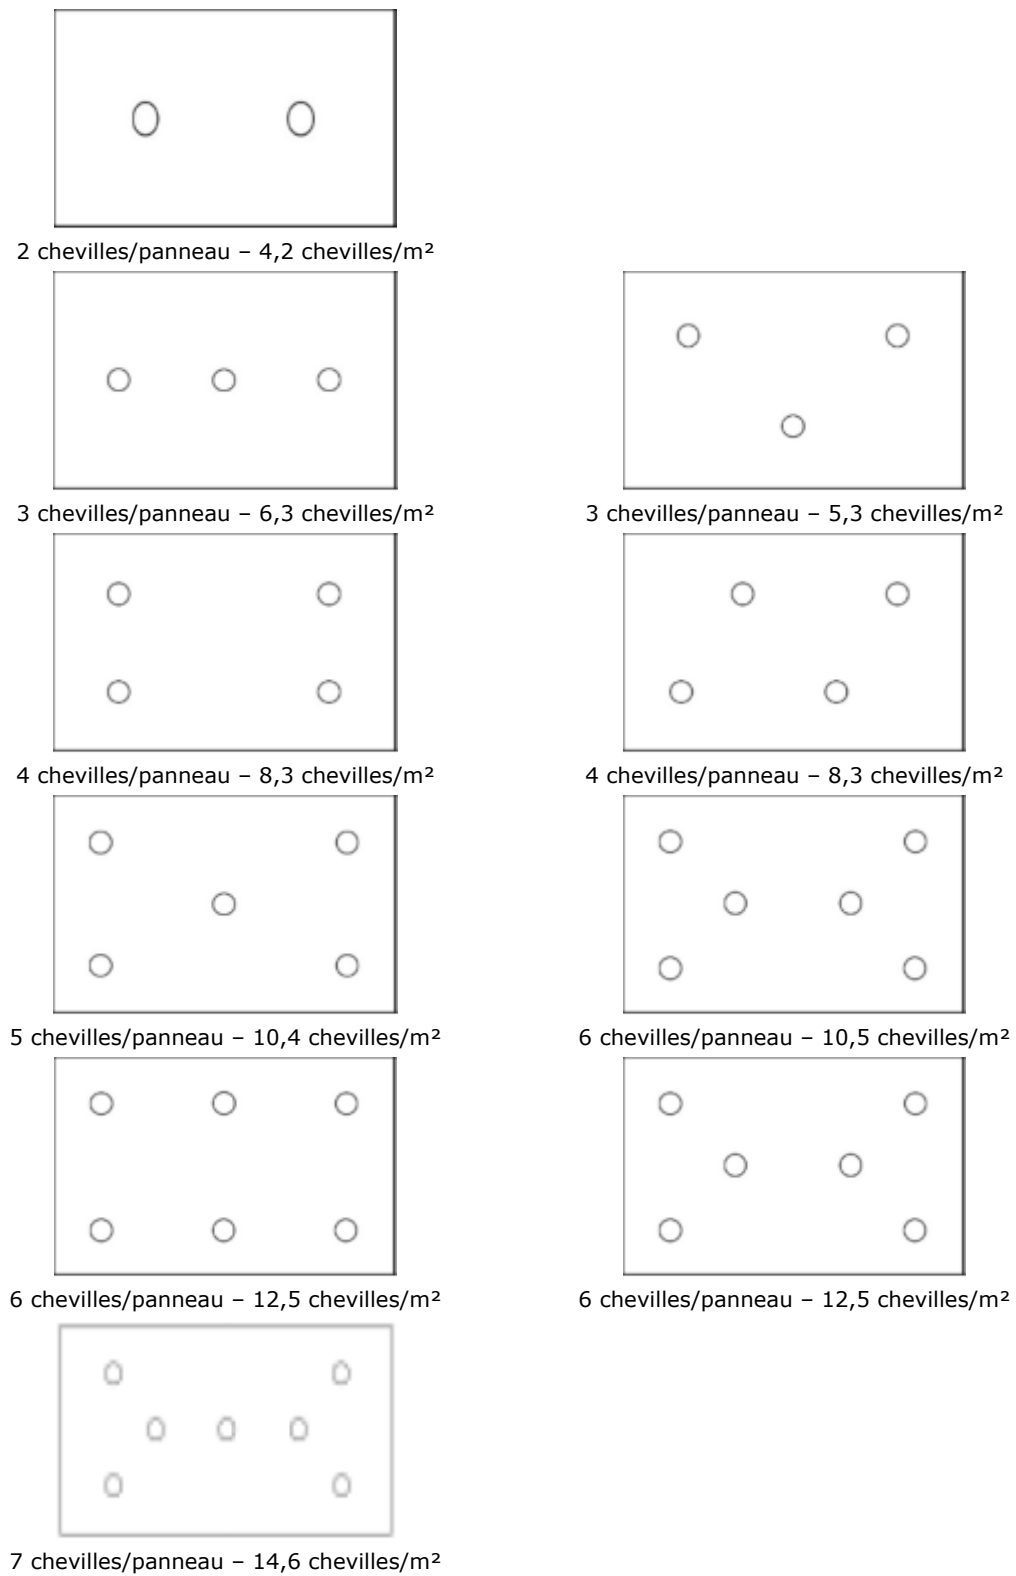 2 chevilles/panneau – 4,2 chevilles/m²
3 chevilles/panneau – 6,3 chevilles/m²
3 chevilles/panneau – 5,3 chevilles/m²
4 chevilles/panneau – 8,3 chevilles/m²
4 chevilles/panneau – 8,3 chevilles/m²
5 chevilles/panneau – 10,4 chevilles/m²
6 chevilles/panneau – 10,5 chevilles/m²
6 chevilles/panneau – 12,5 chevilles/m²
6 chevilles/panneau – 12,5 chevilles/m²
7 chevilles/panneau – 14,6 chevilles/m²